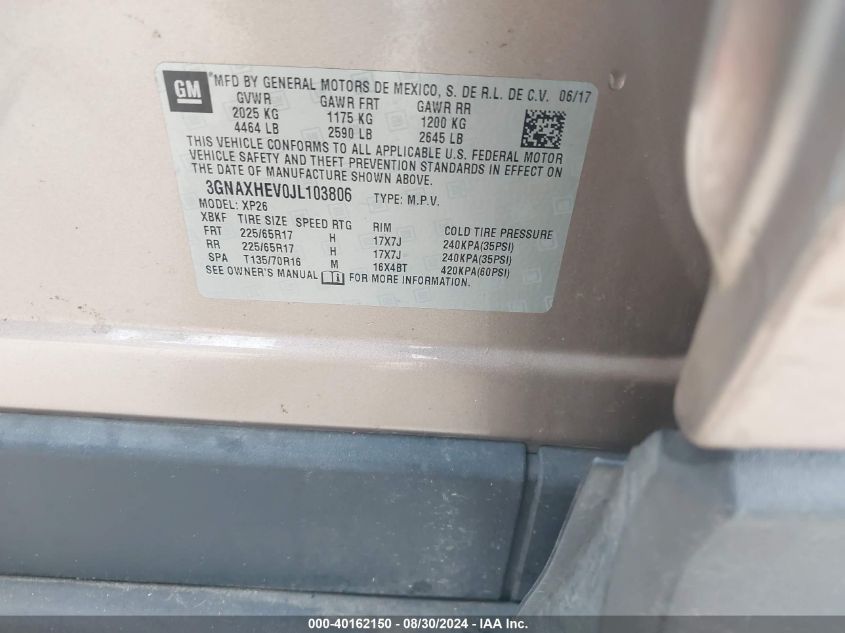 GM ®MFD BY GENERAL MOTORS DE MEXICO, S. DE R.L. DE C.V. 06/17
GVWR GAWR FRT GAWR RR
2025 KG 1175 KG 1200 KG
4464 LB 2590 LB 2645 LB
THIS VEHICLE CONFORMS TO ALL APPLICABLE U.S. FEDERAL MOTOR
VEHICLE SAFETY AND THEFT PREVENTION STANDARDS IN EFFECT ON
THE DATE OF MANUFACTURE SHOWN ABOVE.
3GNAXHEV0JL103806 TYPE: M.P.V.
MODEL: XP26
XBKF TIRE SIZE SPEED RTG RIM COLD TIRE PRESSURE
FRT 225/65R17 H 17X7J 240KPA(35PSI)
RR 225/65R17 H 17X7J 240KPA(35PSI)
SPA T135/70R16 M 16X4BT 420KPA(60PSI)
SEE OWNER'S MANUAL FOR MORE INFORMATION.
000-40162150 - 08/30/2024 - IAA Inc.